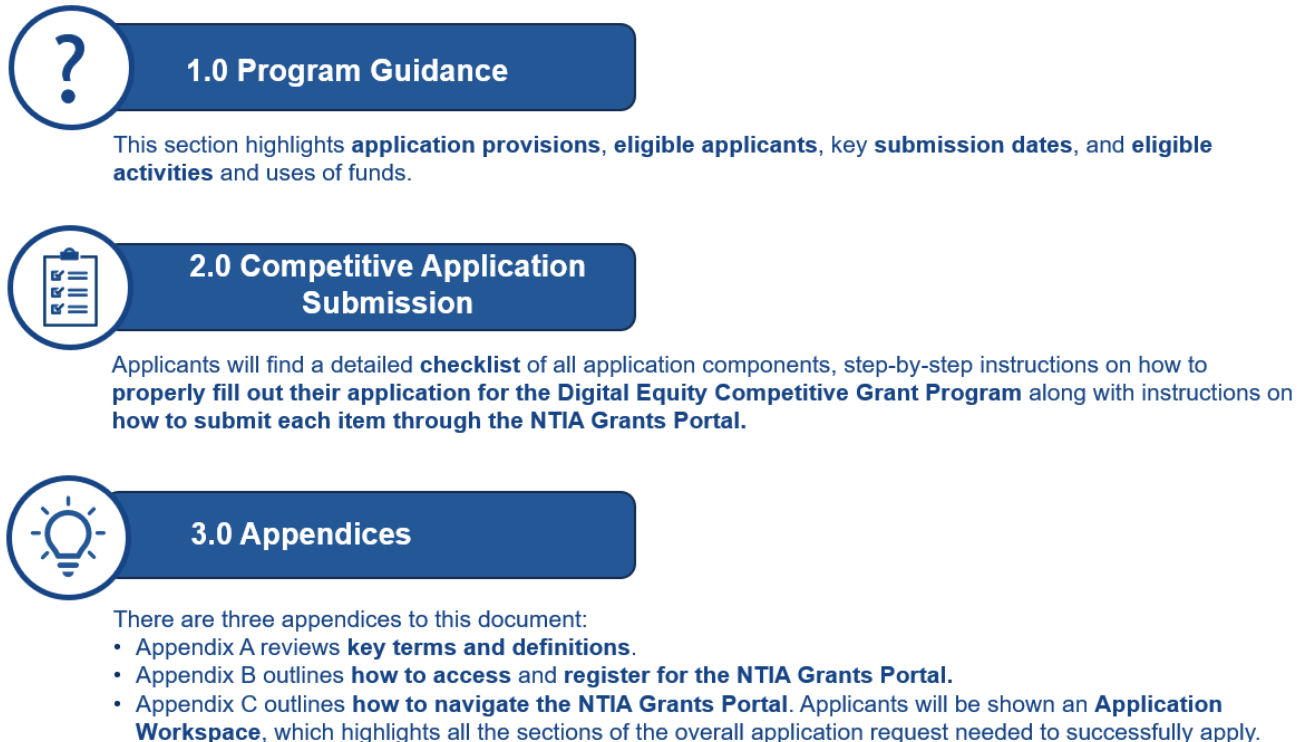 ?
1.0 Program Guidance
This section highlights application provisions, eligible applicants, key submission dates, and eligible
activities and uses of funds.
2.0 Competitive Application
Submission
Applicants will find a detailed checklist of all application components, step-by-step instructions on how to
properly fill out their application for the Digital Equity Competitive Grant Program along with instructions on
how to submit each item through the NTIA Grants Portal.
3.0 Appendices
There are three appendices to this document:
• Appendix A reviews key terms and definitions.
• Appendix B outlines how to access and register for the NTIA Grants Portal.
• Appendix C outlines how to navigate the NTIA Grants Portal. Applicants will be shown an Application
Workspace, which highlights all the sections of the overall application request needed to successfully apply.